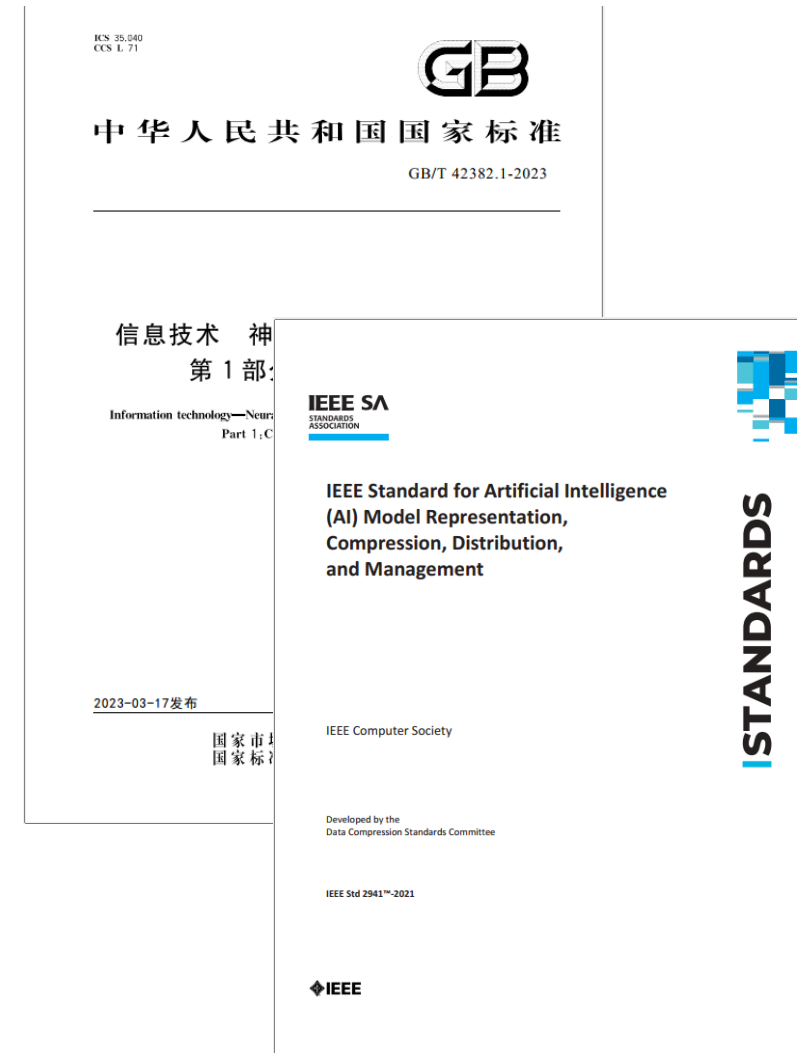 ICS 35.040
CCS L 71
GB
中华人民共和国国家标准
GB/T 42382.1-2023
信息技术 神
第1部
Information technology—Neura
Part 1:C
2023-03-17发布
国家市
国家标
IEEE SA
STANDARDS
ASSOCIATION
IEEE Standard for Artificial Intelligence
(AI) Model Representation,
Compression, Distribution,
and Management
STANDARDS
IEEE Computer Society
Developed by the
Data Compression Standards Committee
IEEE Std 2941™-2021
IEEE